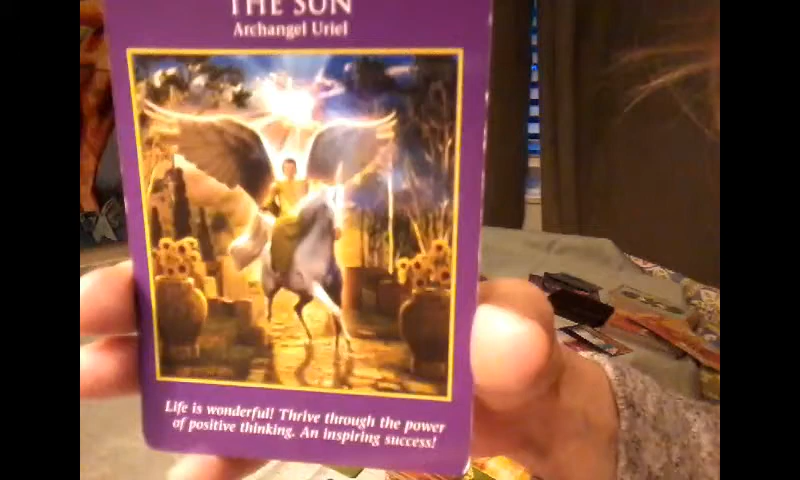 THE SUN
Archangel Uriel
Life is wonderful! Thrive through the power
of positive thinking. An inspiring success!